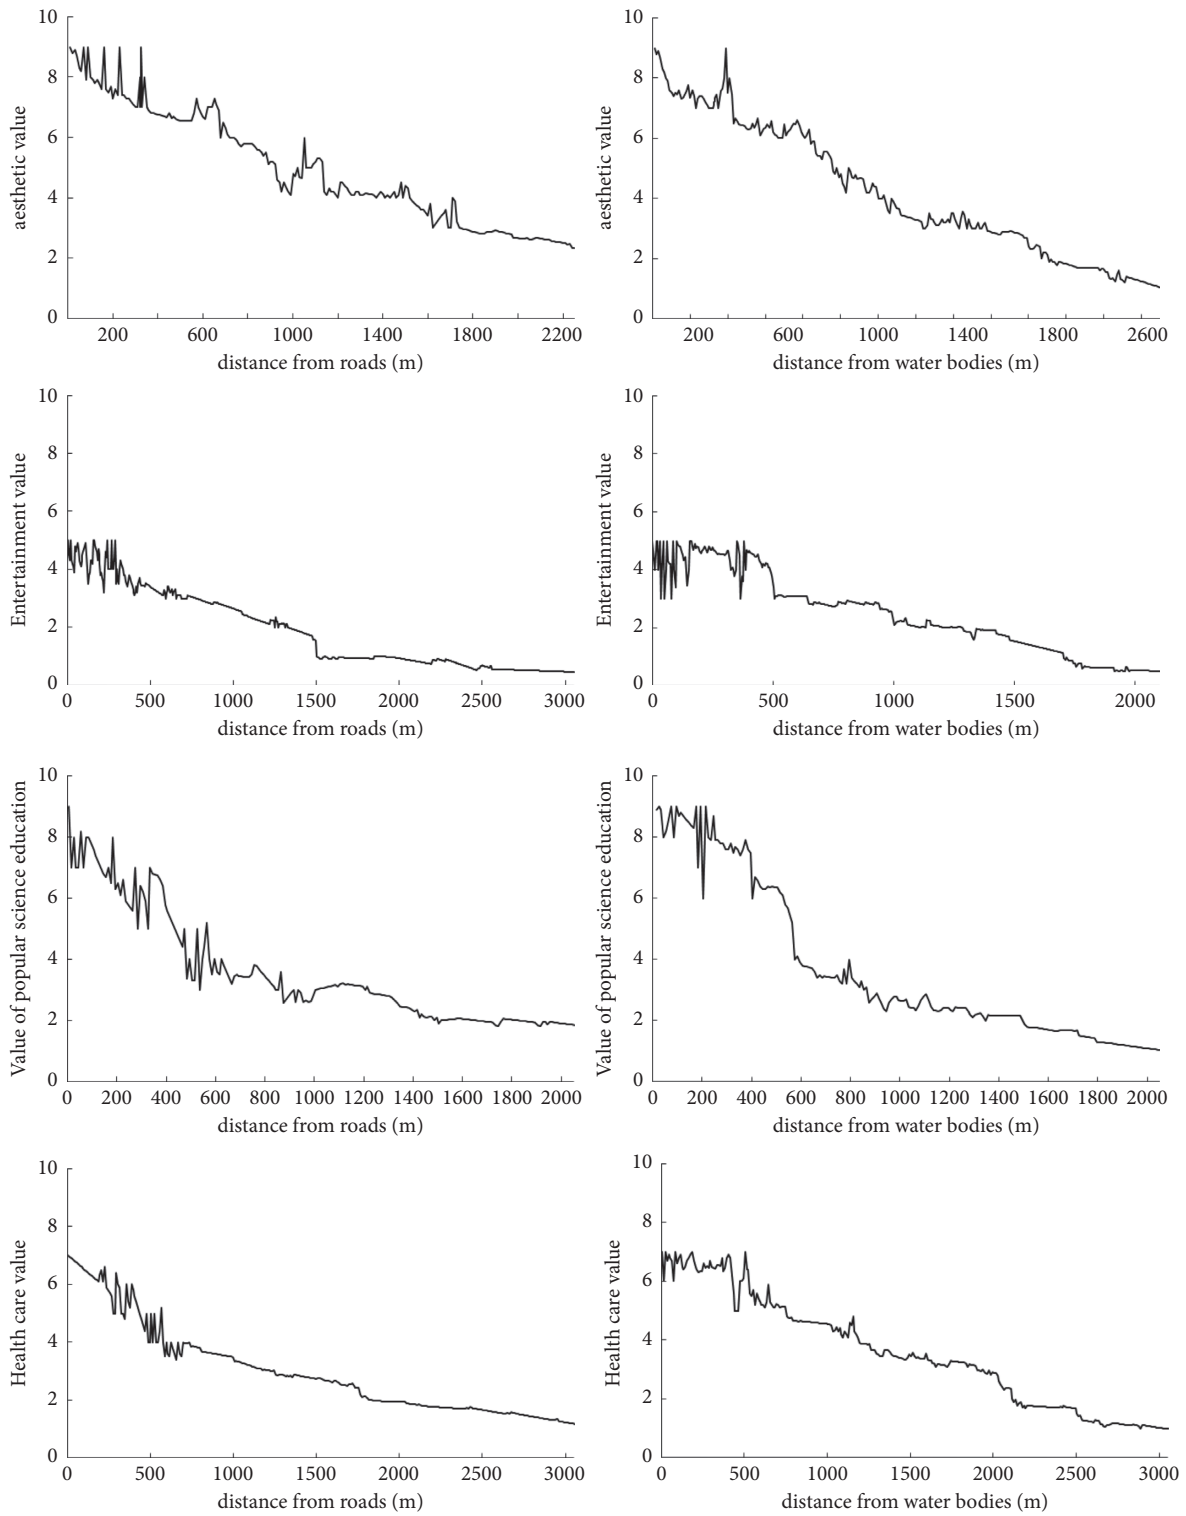 10
8
6
4
2
0
aesthetic value
200 600 1000 1400 1800 2200
distance from roads (m)
10
8
6
4
2
0
aesthetic value
200 600 1000 1400 1800 2600
distance from water bodies (m)
10
8
6
4
2
0
Entertainment value
0 500 1000 1500 2000 2500 3000
distance from roads (m)
10
8
6
4
2
0
Entertainment value
0 500 1000 1500 2000
distance from water bodies (m)
10
8
6
4
2
0
Value of popular science education
0 200 400 600 800 1000 1200 1400 1600 1800 2000
distance from roads (m)
10
8
6
4
2
0
Value of popular science education
0 200 400 600 800 1000 1200 1400 1600 1800 2000
distance from water bodies (m)
10
8
6
4
2
0
Health care value
0 500 1000 1500 2000 2500 3000
distance from roads (m)
10
8
6
4
2
0
Health care value
0 500 1000 1500 2000 2500 3000
distance from water bodies (m)